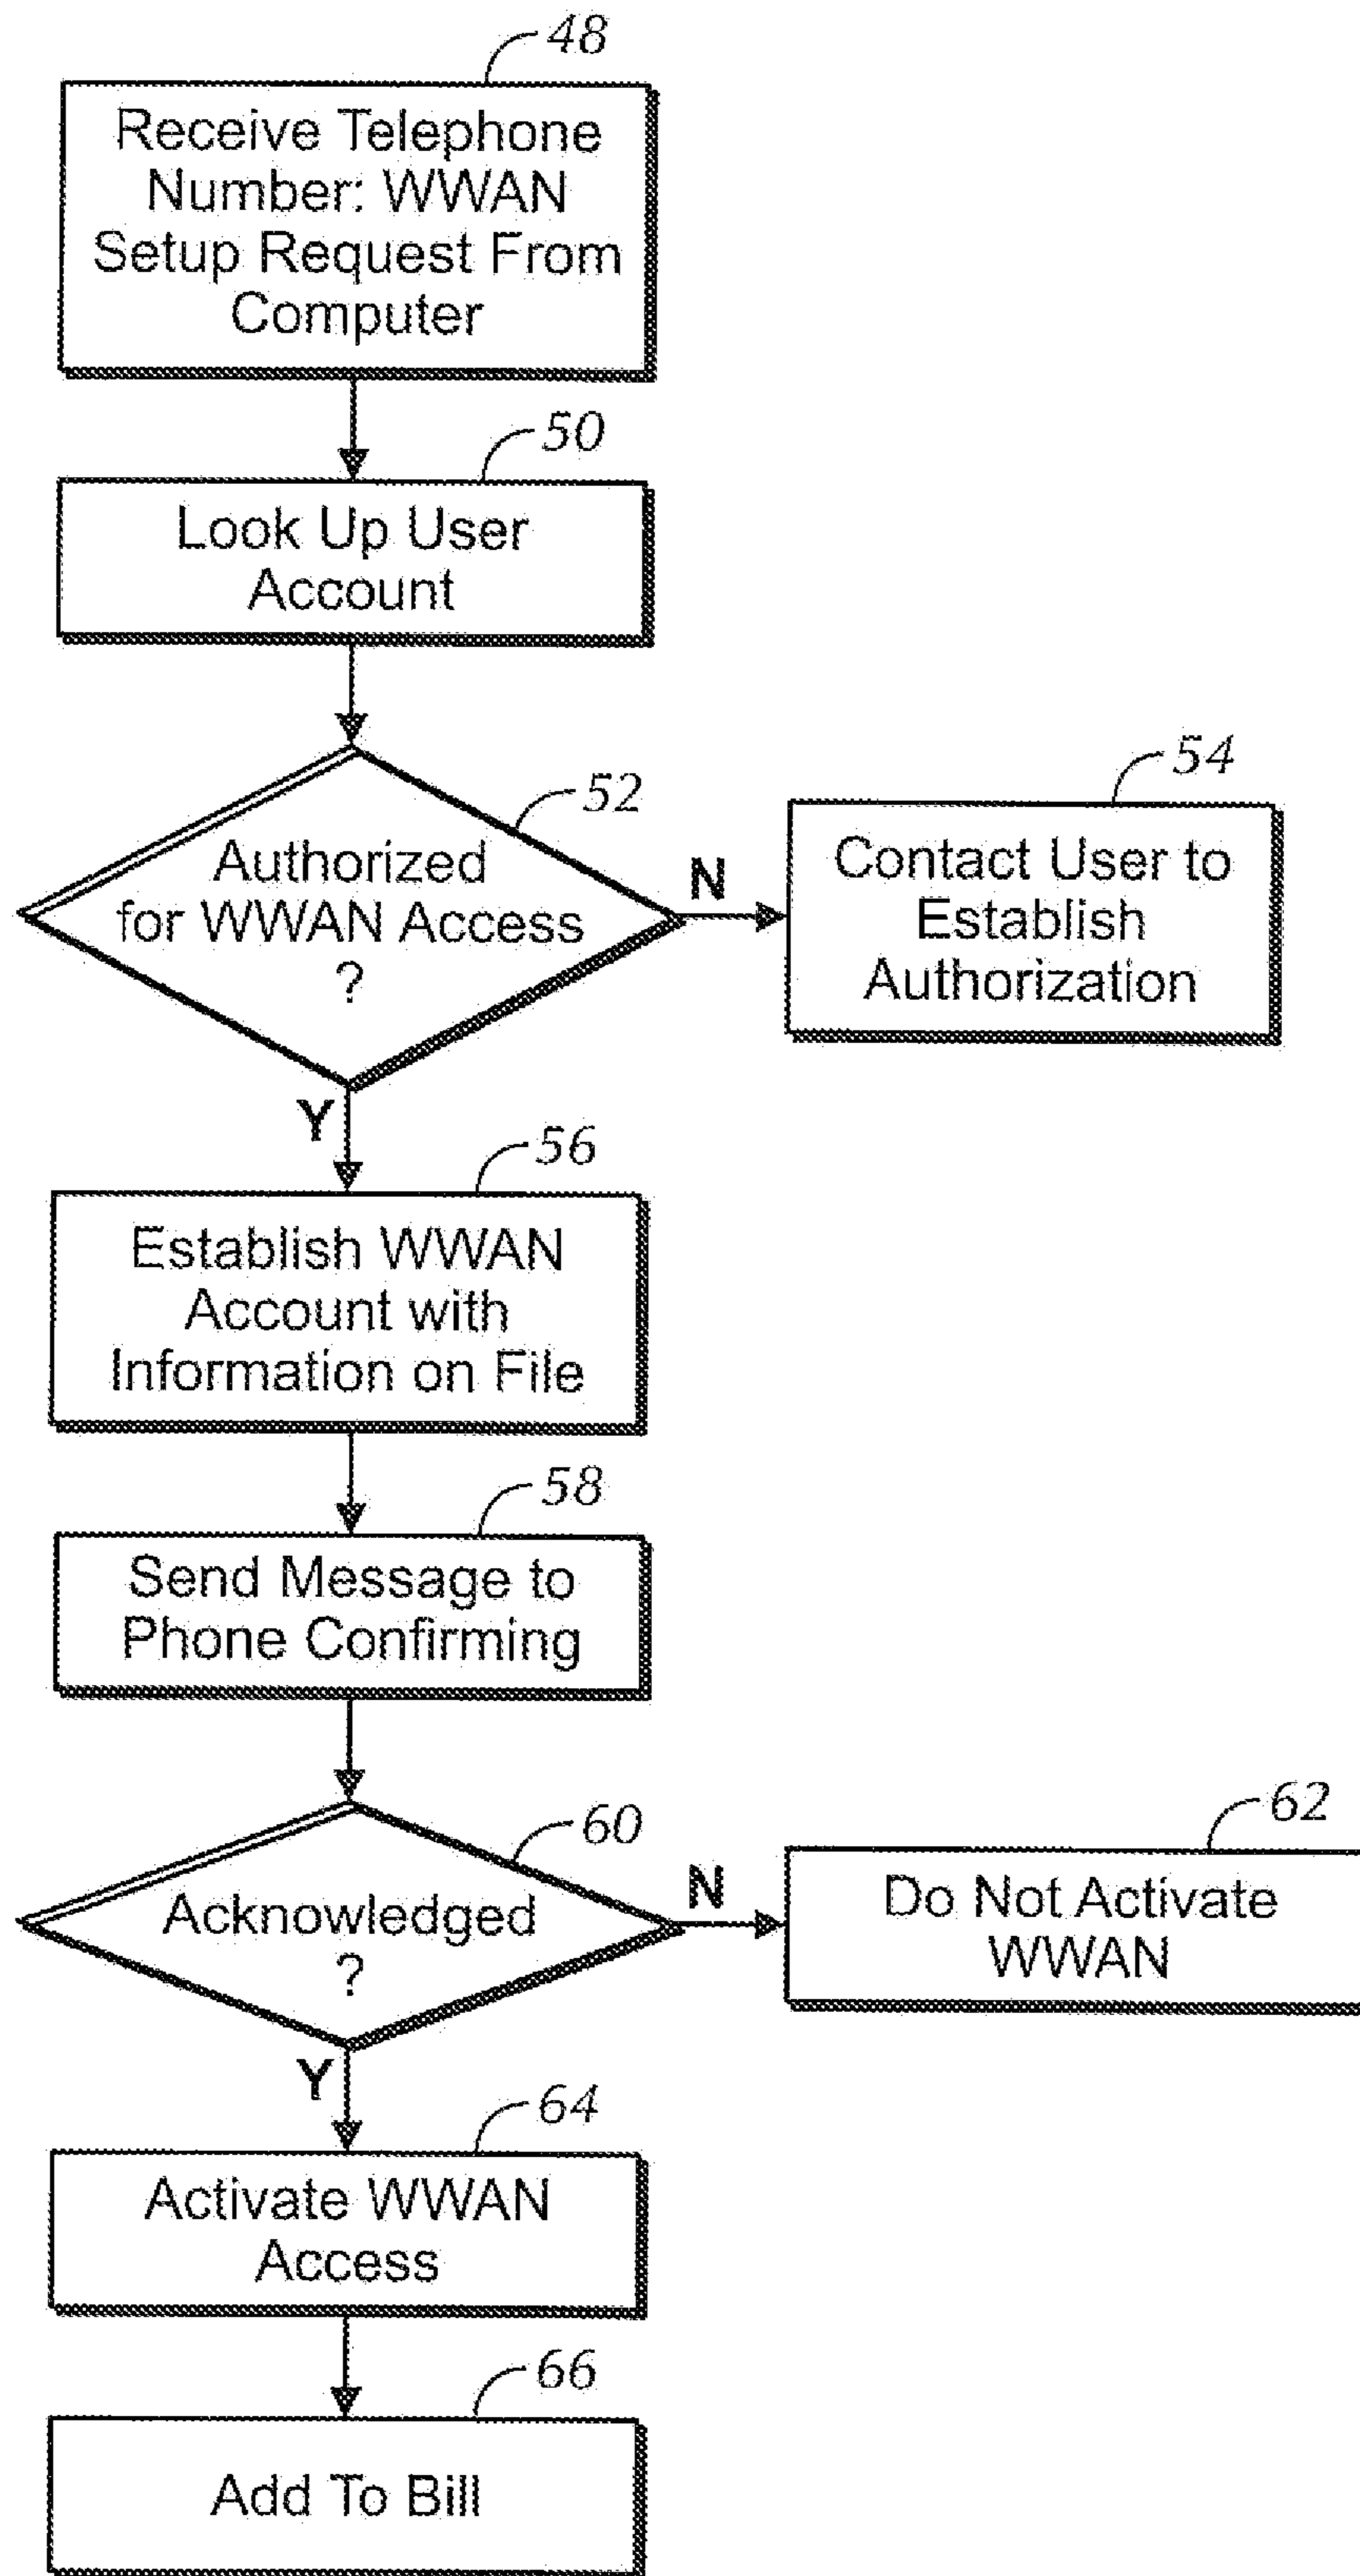 48
Receive Telephone
Number: WWAN
Setup Request From
Computer
50
Look Up User
Account
52
Authorized
for WWAN Access
?
N
54
Contact User to
Establish
Authorization
Y
56
Establish WWAN
Account with
Information on File
58
Send Message to
Phone Confirming
60
Acknowledged
?
N
62
Do Not Activate
WWAN
Y
64
Activate WWAN
Access
66
Add To Bill